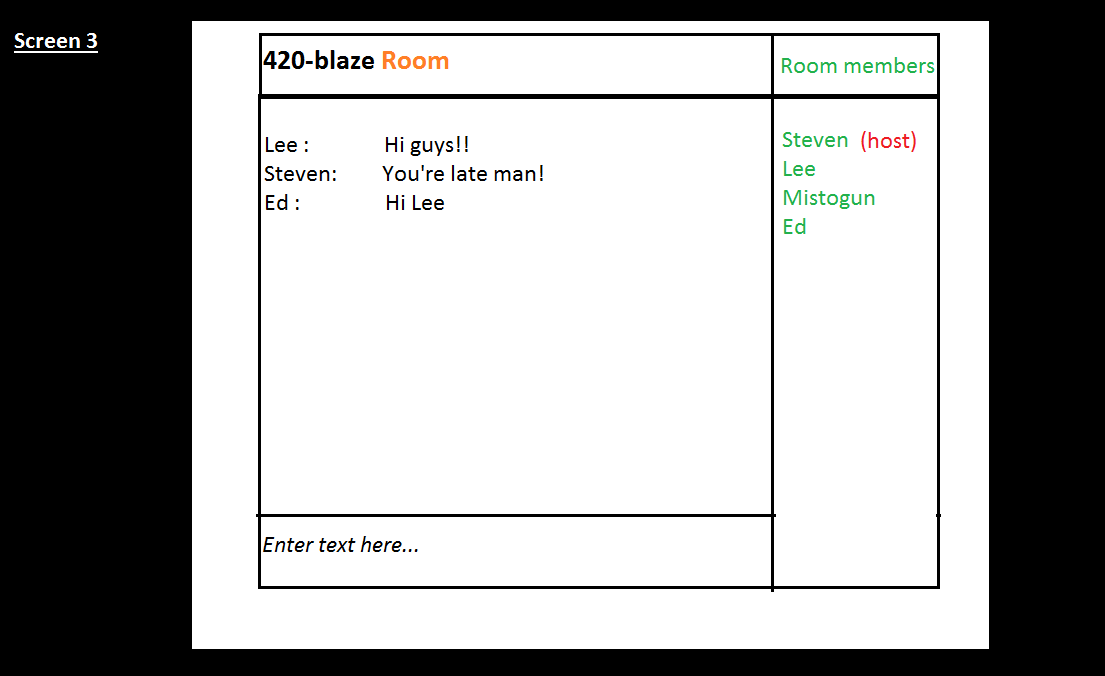 Screen 3
420-blaze Room
Room members
Lee : Hi guys!!
Steven: You're late man!
Ed : Hi Lee
Steven (host)
Lee
Mistogun
Ed
Enter text here...